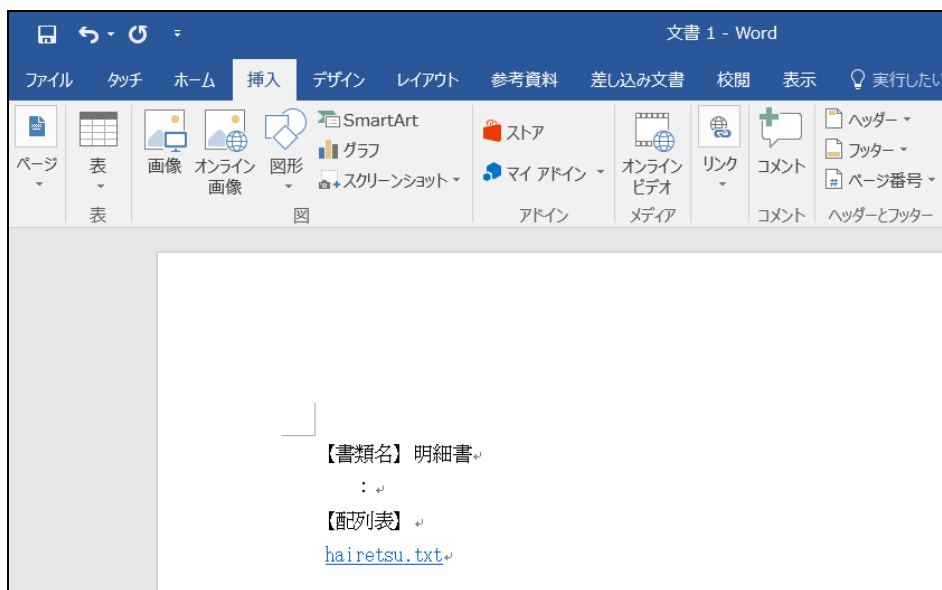 文書 1 - Word
ファイル タッチ ホーム 挿入 デザイン レイアウト 参考資料 差し込み文書 校閲 表示 実行したい
ページ
表
画像
オンライン
画像
図形
SmartArt
グラフ
スクリーンショット
ストア
マイ アドイン
オンライン
ビデオ
リンク
コメント
ヘッダー
フッター
# ページ番号
表 図 アドイン メディア コメント ヘッダーとフッター
【書類名】明細書
:
【配列表】
hairetsu.txt